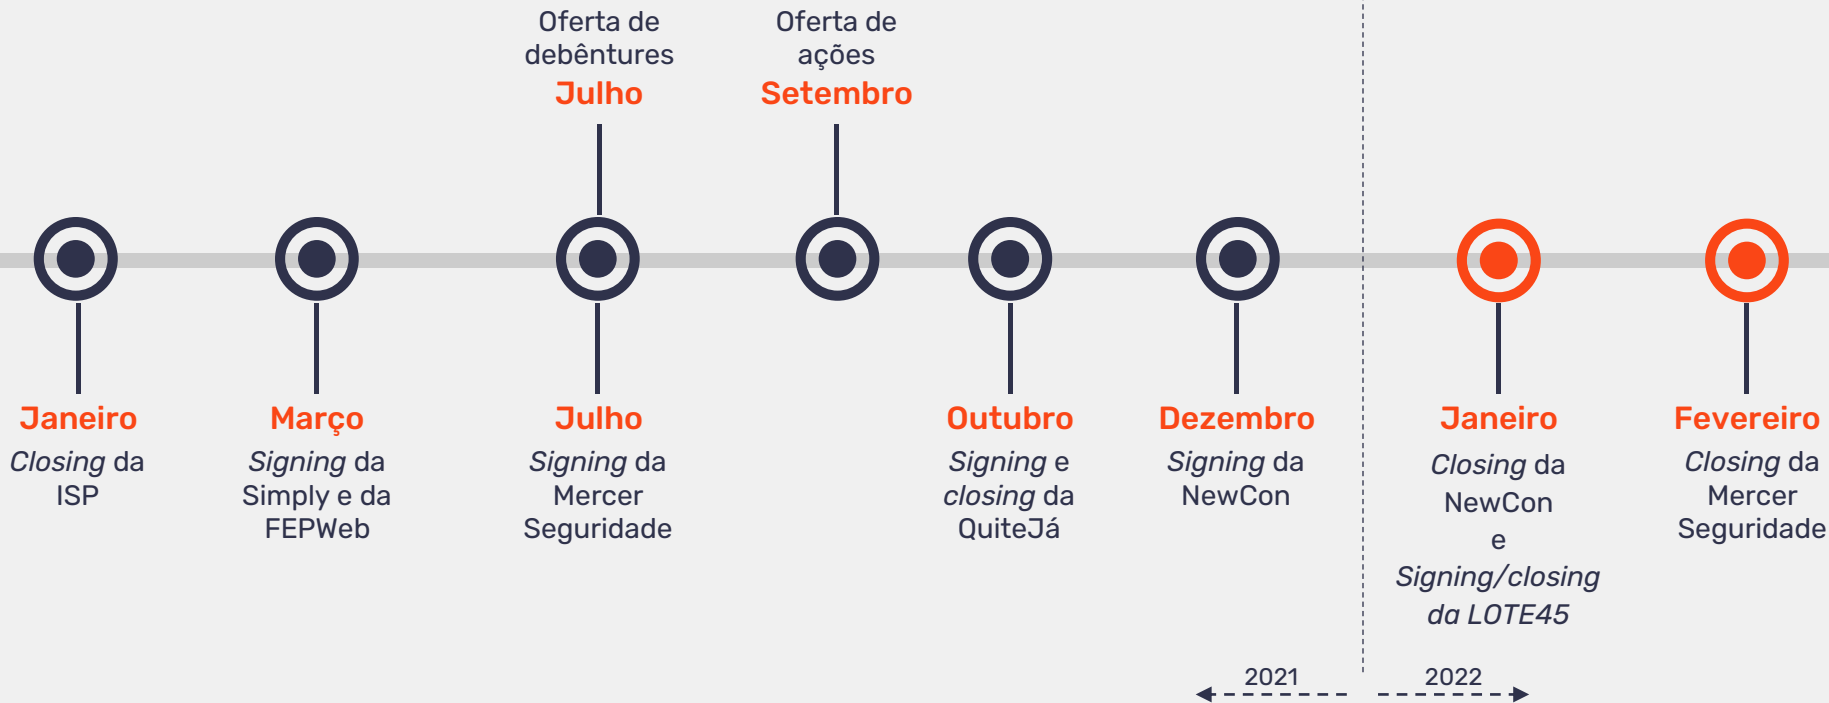 Oferta de
debêntures
Julho
Oferta de
ações
Setembro
Janeiro
Closing da
ISP
Março
Signing da
Simply e da
FEPWeb
Julho
Signing da
Mercer
Seguridade
Outubro
Signing e
closing da
QuiteJá
Dezembro
Signing da
NewCon
Janeiro
Closing da
NewCon
e
Signing/closing
da LOTE45
Fevereiro
Closing da
Mercer
Seguridade
2021
2022